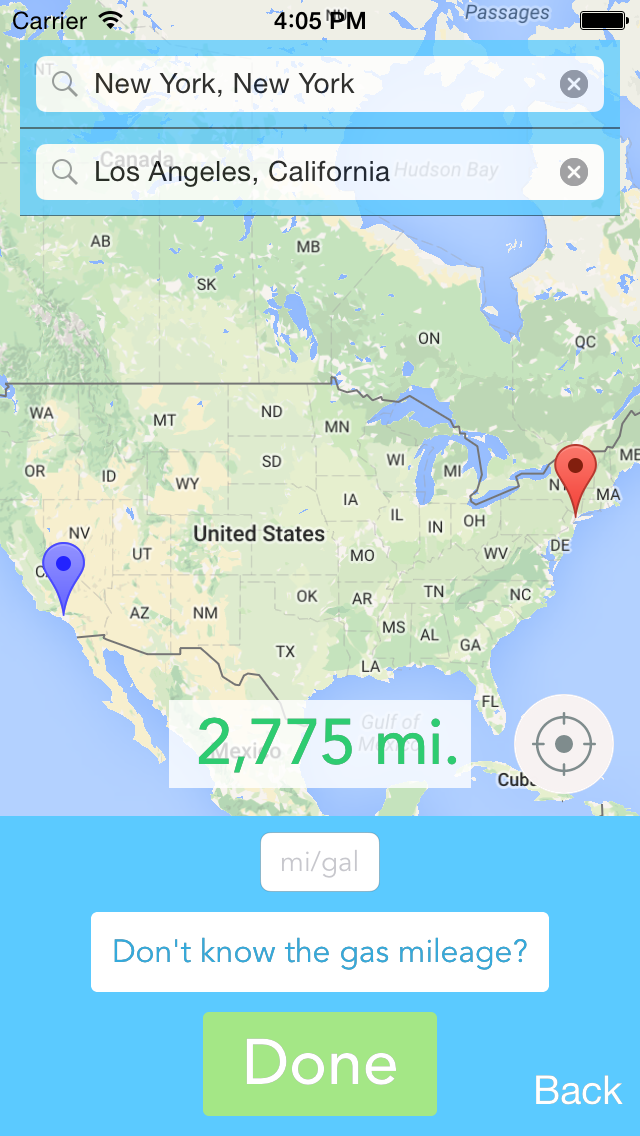 Carrier 4:05 PM
Passages
NT
New York, New York
Canada
Los Angeles, California
Hudson Bay
AB
MB
SK
ON
QC
WA
MT
ND
MN
ME
OR
ID
SD
WI
MI
WY
NY
MA
IA
NV
IL
IN
OH
United States
UT
MO
WV
DE
CA
OK
AR
TN
NC
AZ
NM
MS
AL
GA
TX
LA
FL
Gulf of
Mexico
2,775 mi.
Mexico
Cuba
mi/gal
Don't know the gas mileage?
Done
Back